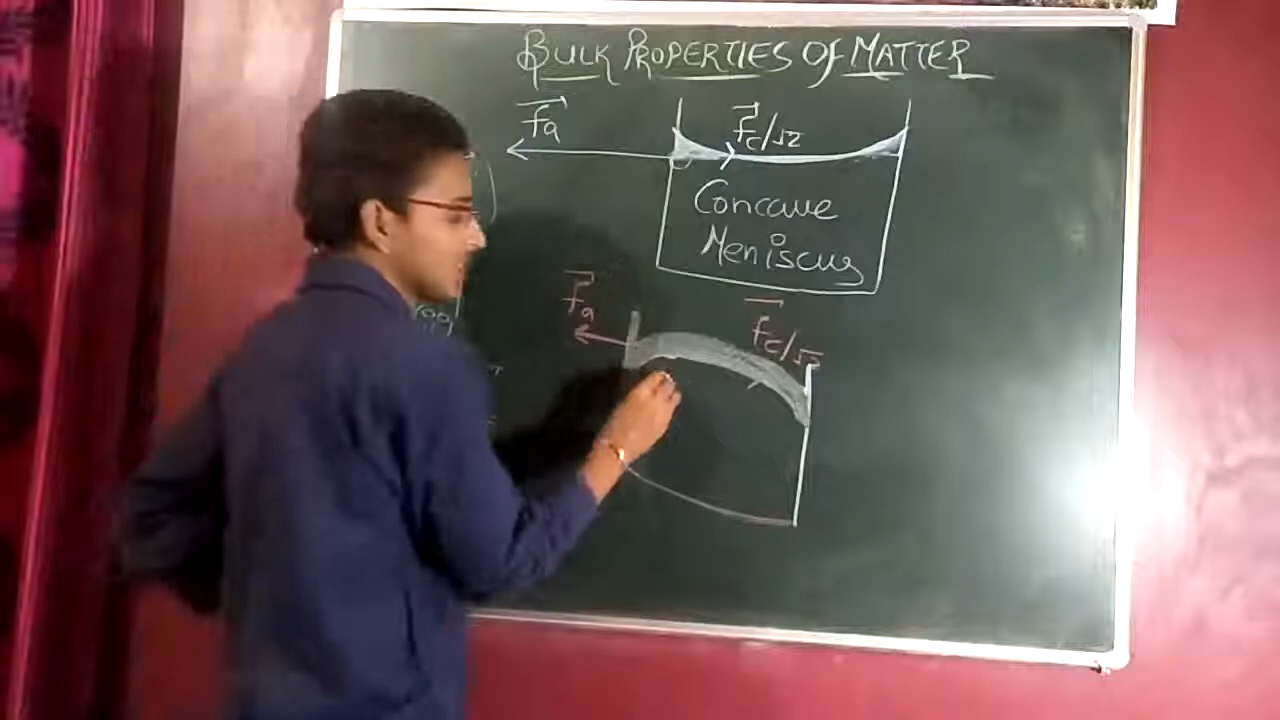 BULK PROPERTIES OF MATTER
Fa
Fc/√2
Concave
Meniscus
Fa
Fc/√2